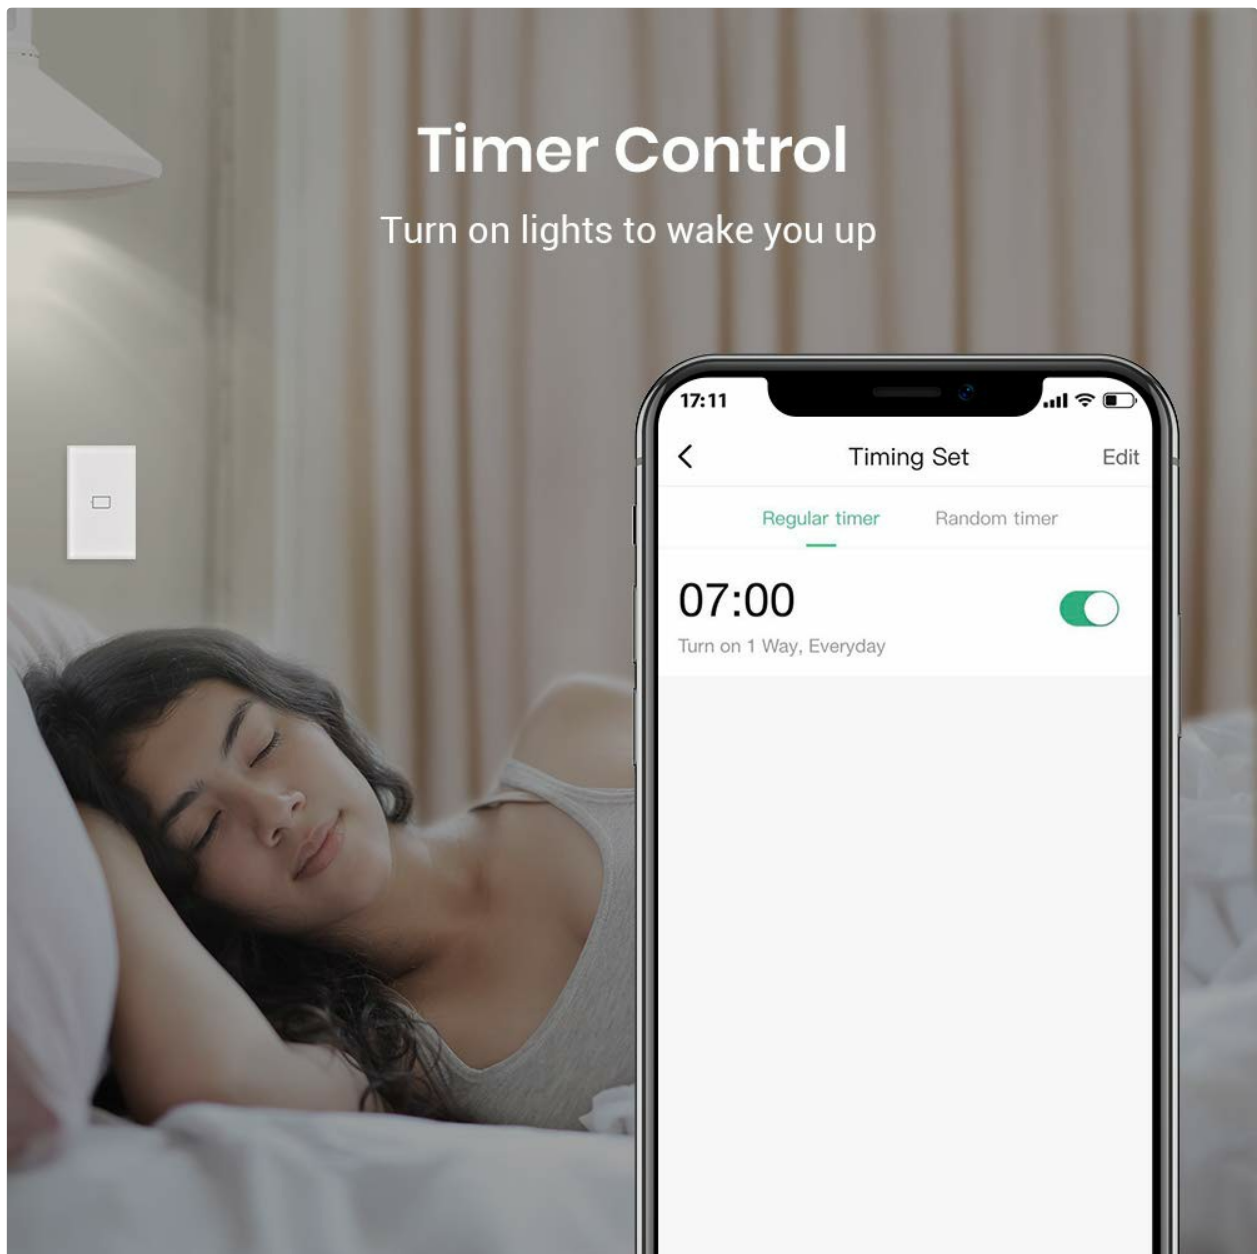 Timer Control
Turn on lights to wake you up
17:11
Timing Set
Edit
Regular timer
Random timer
07:00
Turn on 1 Way, Everyday